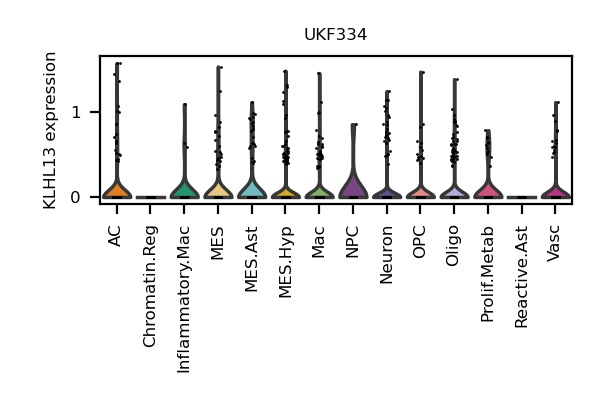 UKF334
KLHL13 expression
1
0
AC
Chromatin.Reg
Inflammatory.Mac
MES
MES.Ast
MES.Hyp
Mac
NPC
Neuron
OPC
Oligo
Prolif.Metab
Reactive.Ast
Vasc